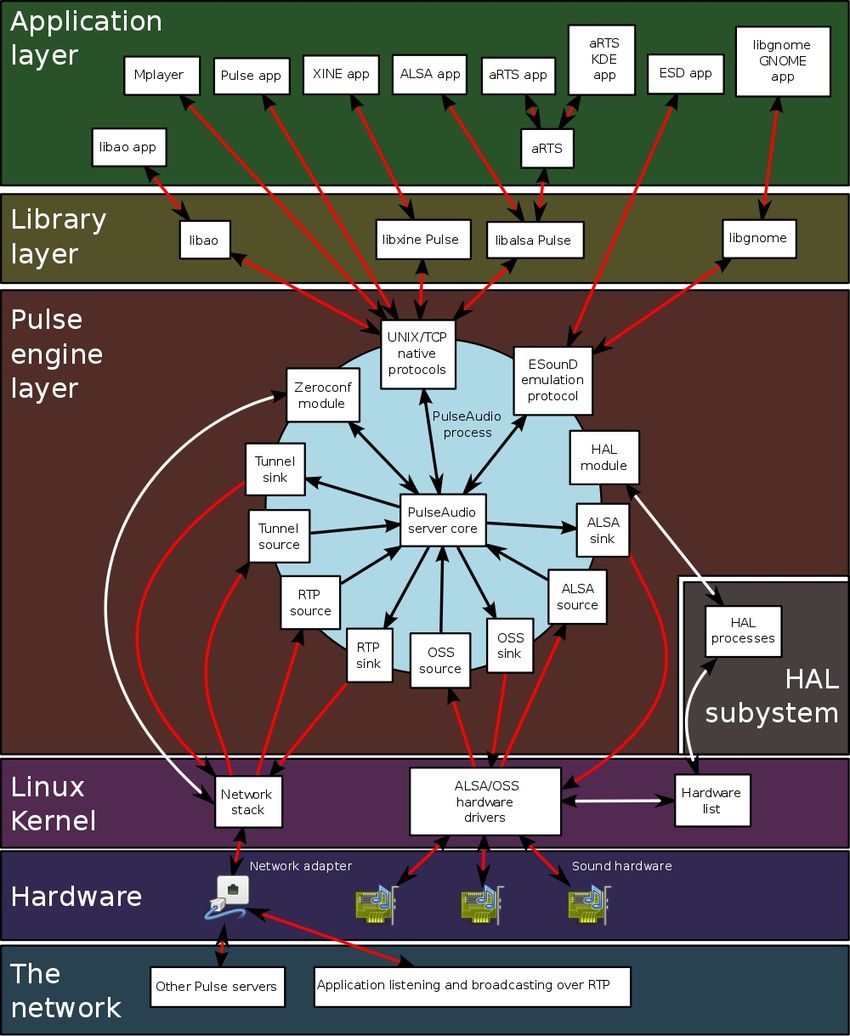 Application
layer
Mplayer
Pulse app
XINE app
ALSA app
aRTS app
aRTS
KDE
app
ESD app
libgnome
GNOME
app
libao app
aRTS
Library
layer
libao
libxine Pulse
libalsa Pulse
libgnome
Pulse
engine
layer
UNIX/TCP
native
protocols
ESounD
emulation
protocol
Zeroconf
module
PulseAudio
process
HAL
module
Tunnel
sink
PulseAudio
server core
ALSA
sink
Tunnel
source
RTP
source
ALSA
source
RTP
sink
OSS
source
OSS
sink
HAL
processes
HAL
subystem
Linux
Kernel
Network
stack
ALSA/OSS
hardware
drivers
Hardware
list
Hardware
Network adapter
Sound hardware
The
network
Other Pulse servers
Application listening and broadcasting over RTP